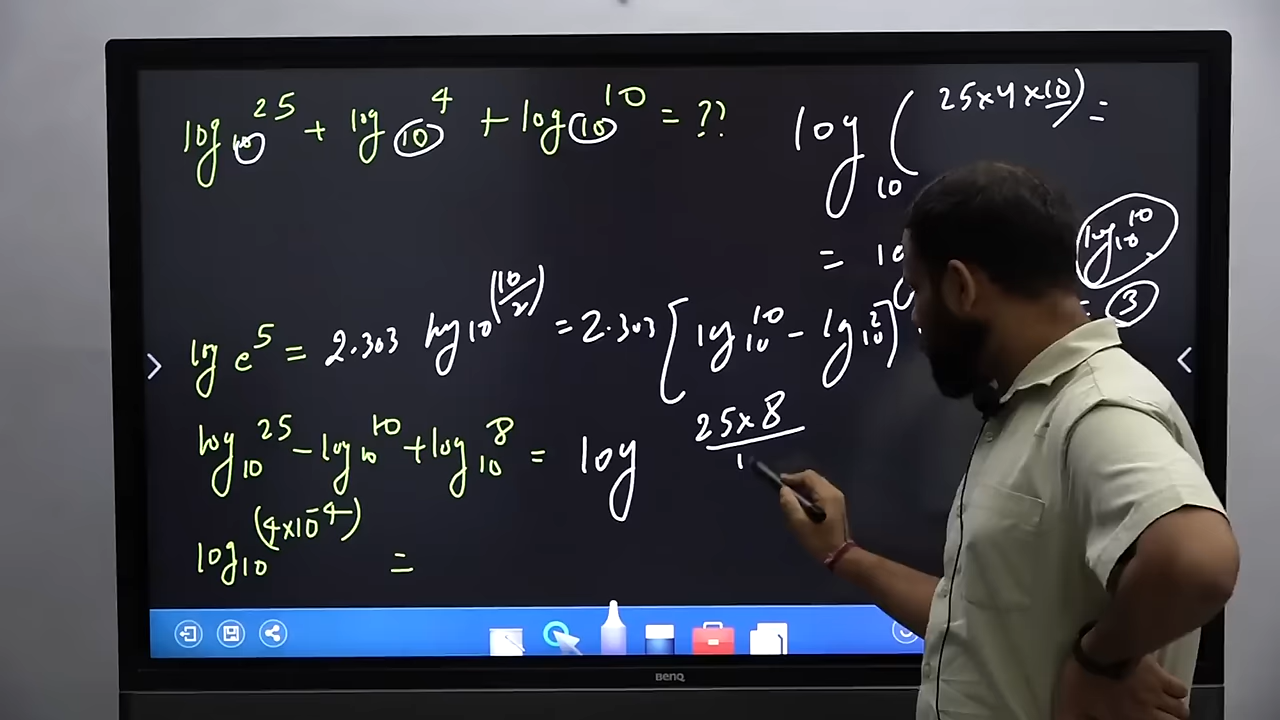 log₁₀²⁵ + log₁₀⁴ + log₁₀¹⁰ = ??
log₁₀ (25×4×10) =
= 10
log₁₀¹⁰
3
log e⁵ = 2.303 log10^(10/2) = 2.303 [log₁₀¹⁰ - log₁₀²]
log₁₀²⁵ - log₁₀¹⁰ + log₁₀⁸ = log 25×8 / 1
log₁₀^(4×10⁻⁴) =
BenQ